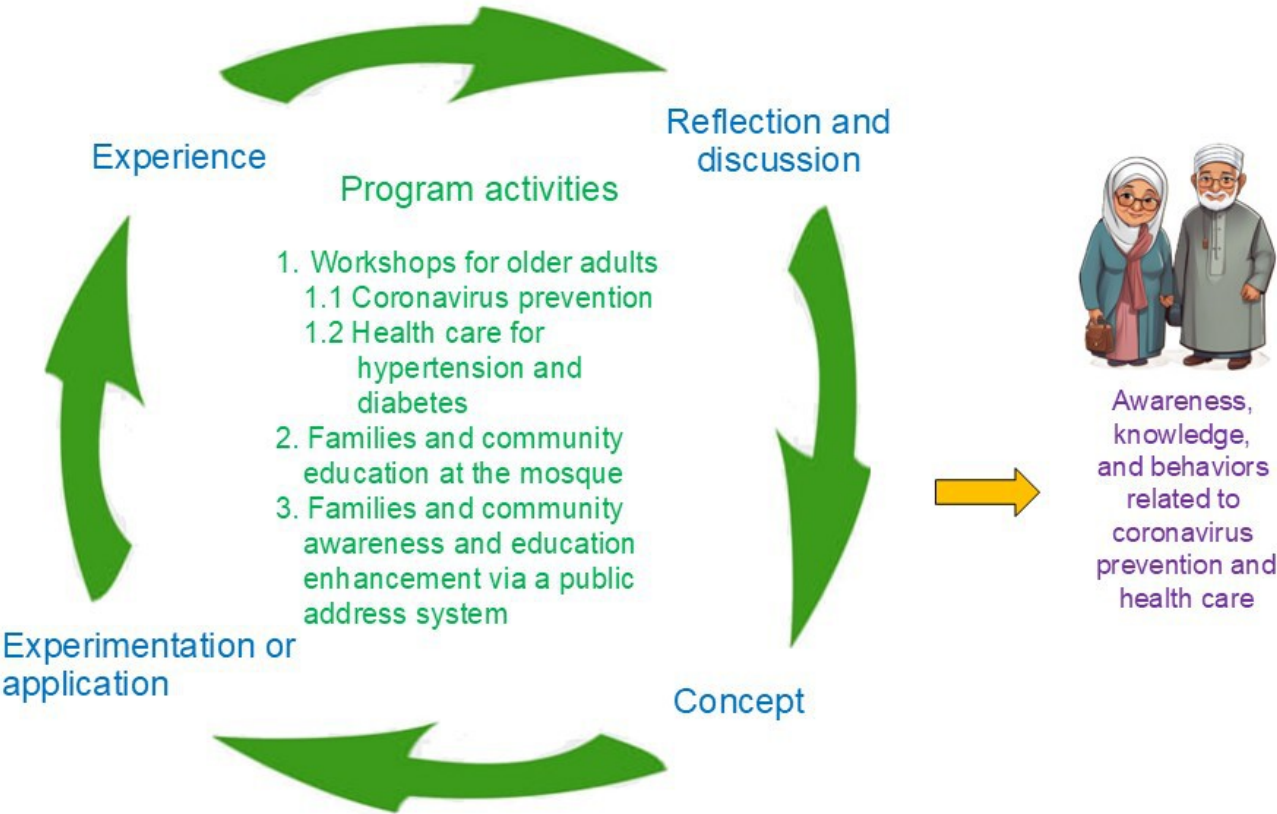 Experience
Reflection and
discussion
Program activities
1. Workshops for older adults
1.1 Coronavirus prevention
1.2 Health care for
hypertension and
diabetes
2. Families and community
education at the mosque
3. Families and community
awareness and education
enhancement via a public
address system
Experimentation or
application
Concept
Awareness,
knowledge,
and behaviors
related to
coronavirus
prevention and
health care